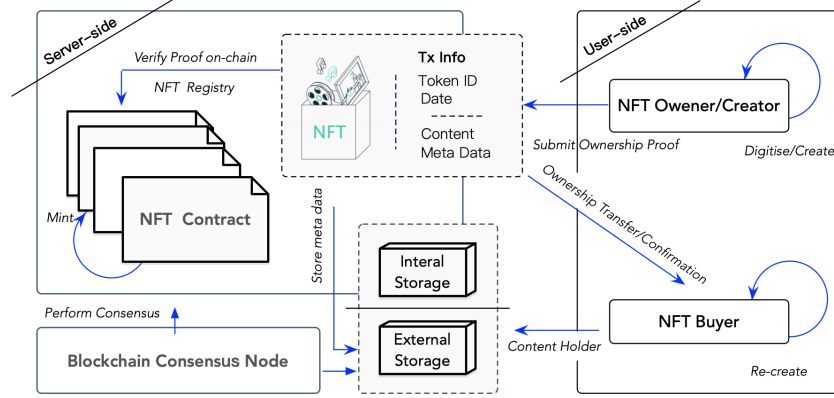 Server-side
User-side
Verify Proof on-chain
NFT Registry
NFT
Tx Info
Token ID
Date
Content
Meta Data
NFT Owener/Creator
Submit Ownership Proof
Digitise/Create
Ownership Transfer/Confirmation
Mint
NFT Contract
Store meta data
Interal
Storage
Perform Consensus
External
Storage
Blockchain Consensus Node
Content Holder
NFT Buyer
Re-create